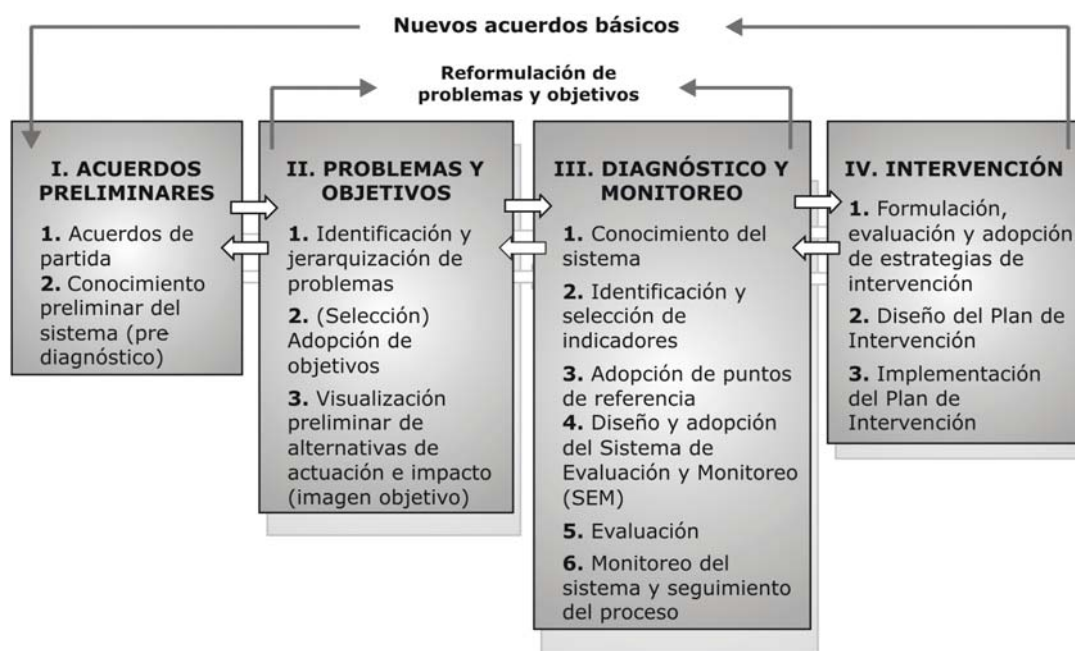 Nuevos acuerdos básicos
Reformulación de
problemas y objetivos
I. ACUERDOS
PRELIMINARES
1. Acuerdos de
partida
2. Conocimiento
preliminar del
sistema (pre
diagnóstico)
II. PROBLEMAS Y
OBJETIVOS
1. Identificación y
jerarquización de
problemas
2. (Selección)
Adopción de
objetivos
3. Visualización
preliminar de
alternativas de
actuación e impacto
(imagen objetivo)
III. DIAGNÓSTICO Y
MONITOREO
1. Conocimiento del
sistema
2. Identificación y
selección de
indicadores
3. Adopción de puntos
de referencia
4. Diseño y adopción
del Sistema de
Evaluación y Monitoreo
(SEM)
5. Evaluación
6. Monitoreo del
sistema y seguimiento
del proceso
IV. INTERVENCIÓN
1. Formulación,
evaluación y adopción
de estrategias de
intervención
2. Diseño del Plan de
Intervención
3. Implementación
del Plan de
Intervención